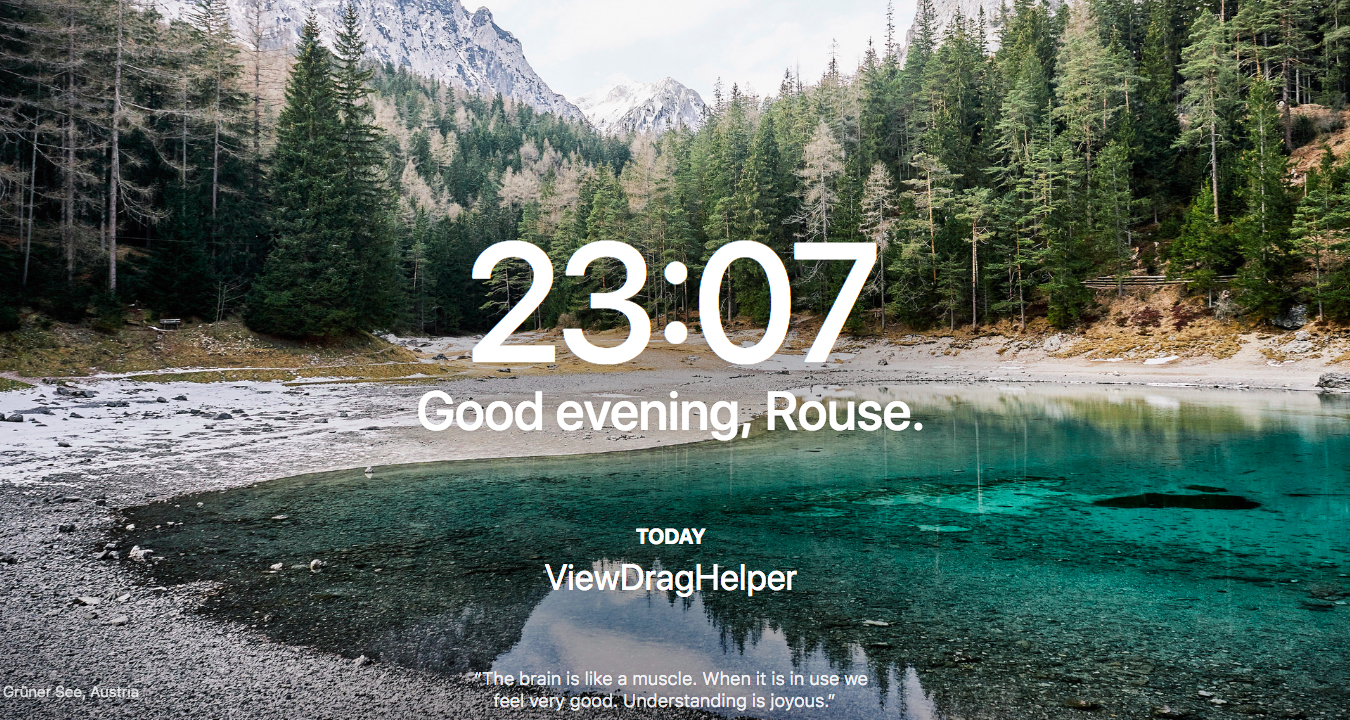 23:07
Good evening, Rouse.
TODAY
ViewDragHelper
“The brain is like a muscle. When it is in use we
feel very good. Understanding is joyous.”
Grüner See, Austria